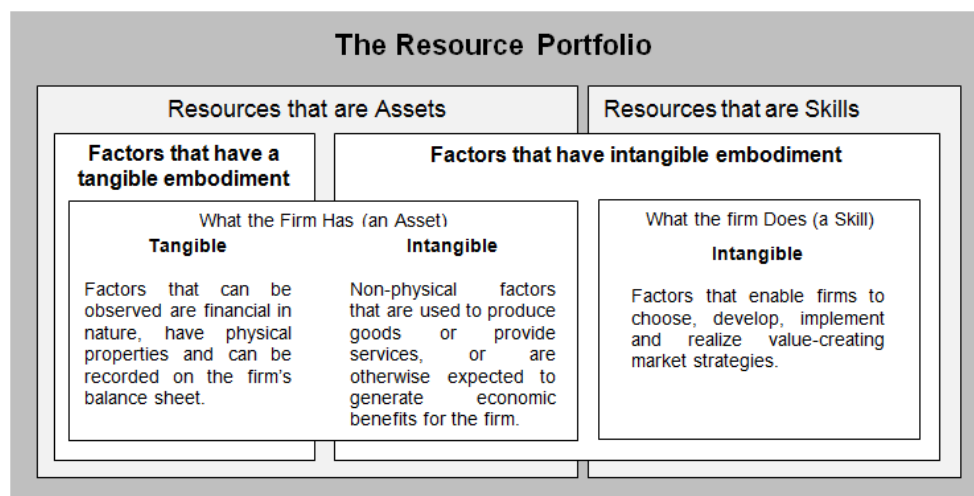 The Resource Portfolio
Resources that are Assets
Resources that are Skills
Factors that have a
tangible embodiment
Factors that have intangible embodiment
What the Firm Has (an Asset)
Tangible
Factors that can be
observed are financial in
nature, have physical
properties and can be
recorded on the firm's
balance sheet.
Intangible
Non-physical factors
that are used to produce
goods or provide
services, or are
otherwise expected to
generate economic
benefits for the firm.
What the firm Does (a Skill)
Intangible
Factors that enable firms to
choose, develop, implement
and realize value-creating
market strategies.